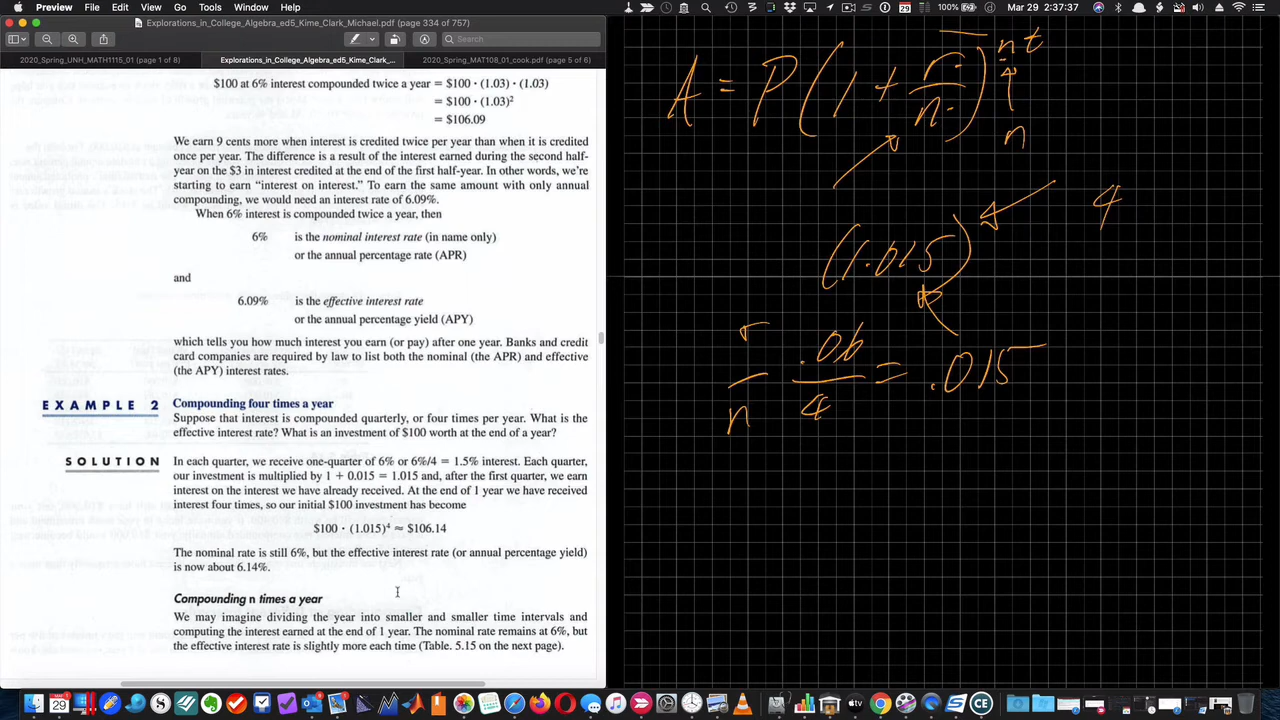 Preview File Edit View Go Tools Window Help
100% Mar 29 2:37:37
Explorations_in_College_Algebra_ed5_Kime_Clark_Michael.pdf (page 334 of 757)
Search
2020_Spring_UNH_MATH1115_01 (page 1 of 8) Explorations_in_College_Algebra_ed5_Kime_Clark_... 2020_Spring_MAT108_01_cook.pdf (page 5 of 6)
$100 at 6% interest compounded twice a year = $100 · (1.03) · (1.03)
= $100 · (1.03)²
= $106.09
We earn 9 cents more when interest is credited twice per year than when it is credited
once per year. The difference is a result of the interest earned during the second half-
year on the $3 in interest credited at the end of the first half-year. In other words, we're
starting to earn "interest on interest." To earn the same amount with only annual
compounding, we would need an interest rate of 6.09%.
When 6% interest is compounded twice a year, then
6% is the nominal interest rate (in name only)
or the annual percentage rate (APR)
and
6.09% is the effective interest rate
or the annual percentage yield (APY)
which tells you how much interest you earn (or pay) after one year. Banks and credit
card companies are required by law to list both the nominal (the APR) and effective
(the APY) interest rates.
EXAMPLE 2 Compounding four times a year
Suppose that interest is compounded quarterly, or four times per year. What is the
effective interest rate? What is an investment of $100 worth at the end of a year?
SOLUTION In each quarter, we receive one-quarter of 6% or 6%/4 = 1.5% interest. Each quarter,
our investment is multiplied by 1 + 0.015 = 1.015 and, after the first quarter, we earn
interest on the interest we have already received. At the end of 1 year we have received
interest four times, so our initial $100 investment has become
$100 · (1.015)⁴ ≈ $106.14
The nominal rate is still 6%, but the effective interest rate (or annual percentage yield)
is now about 6.14%.
Compounding n times a year
We may imagine dividing the year into smaller and smaller time intervals and
computing the interest earned at the end of 1 year. The nominal rate remains at 6%, but
the effective interest rate is slightly more each time (Table. 5.15 on the next page).
A = P(1 + r/n)^nt
n
4
(1.015)
r/n .06/4 = .015